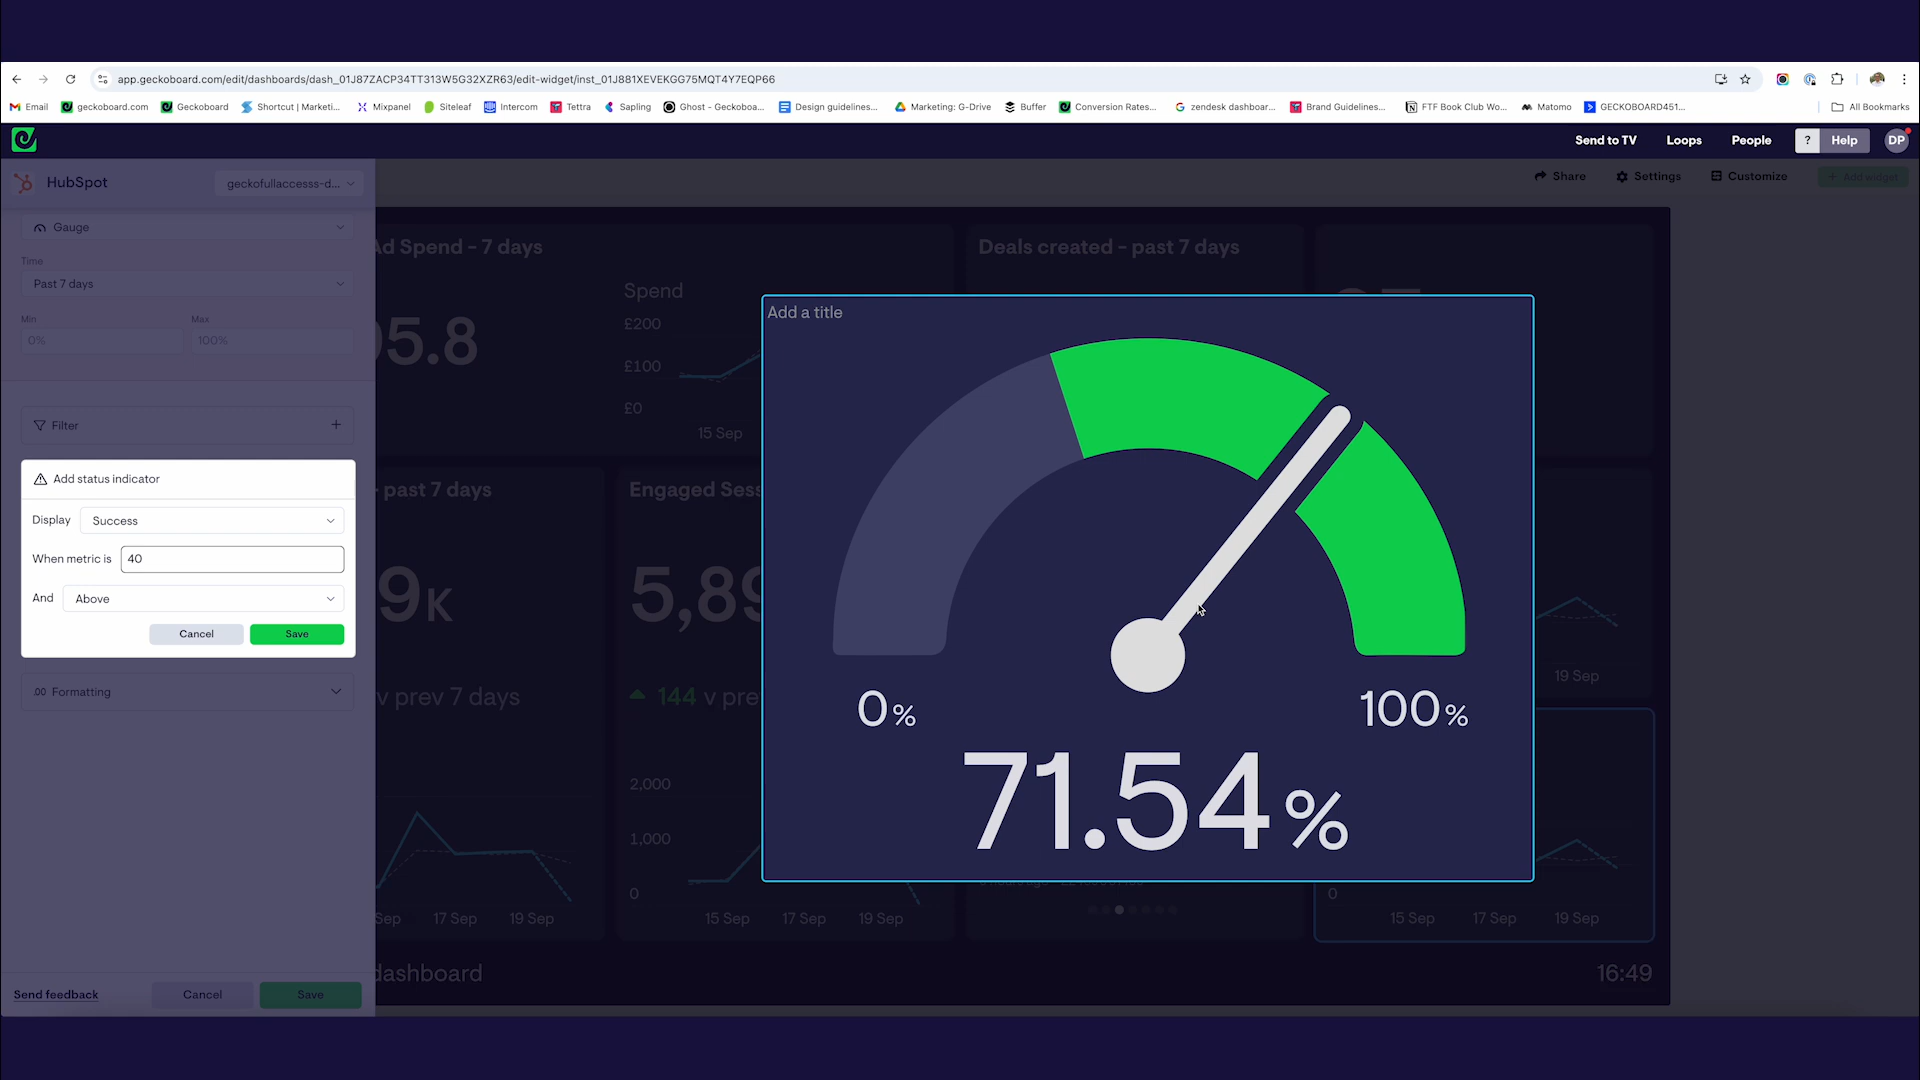 app.geckoboard.com/edit/dashboards/dash_01J87ZACP34TT313W5G32XZR63/edit-widget/inst_01J881XEVEKGG75MQT4Y7EQP66
Email geckoboard.com Geckoboard Shortcut | Marketi... Mixpanel Siteleaf Intercom Tettra Sapling Ghost - Geckoboa... Design guidelines... Marketing: G-Drive Buffer Conversion Rates... zendesk dashboar... Brand Guidelines... FTF Book Club Wo... Matomo GECKOBOARD451... All Bookmarks
Send to TV Loops People ? Help DP
HubSpot geckofullaccesss-d...
Share Settings Customize + Add widget
Gauge
Time
Past 7 days
Min Max
0% 100%
Filter +
Add status indicator
Display Success
When metric is 40
And Above
Cancel Save
.00 Formatting
Send feedback Cancel Save
Ad Spend - 7 days
5.8
Spend
£200
£100
£0
15 Sep
Deals created - past 7 days
Add a title
0% 100%
71.54%
- past 7 days
9K
v prev 7 days
Sep 17 Sep 19 Sep
Engaged Sess
5,89
144 v pre
2,000
1,000
0
15 Sep 17 Sep 19 Sep
19 Sep
0
15 Sep 17 Sep 19 Sep
dashboard
16:49